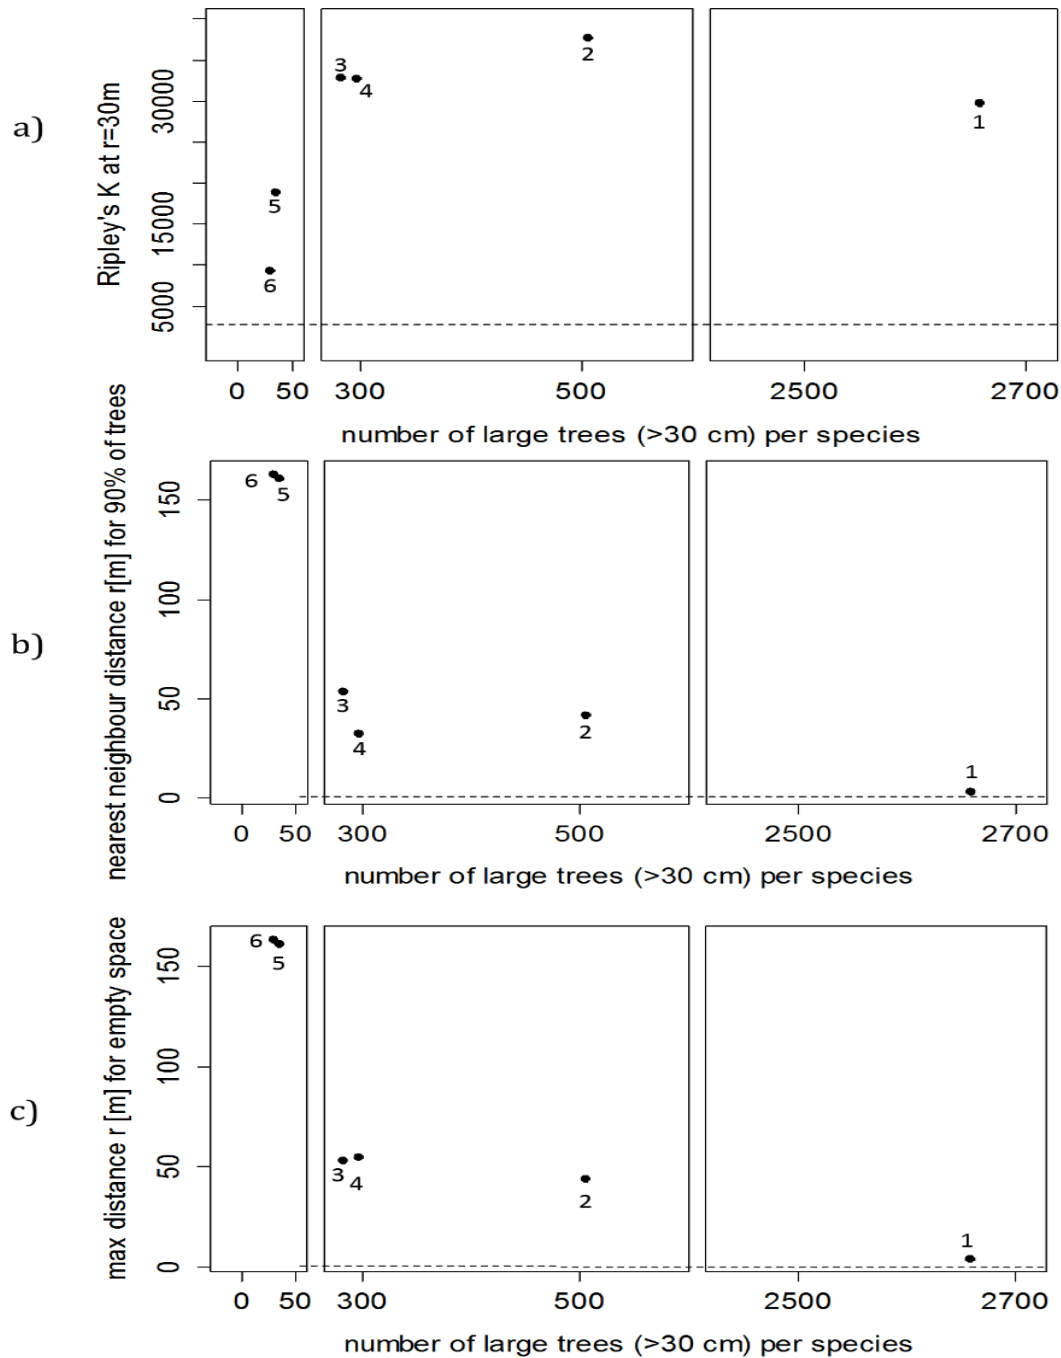 a)
Ripley's K at r=30m
30000
15000
5000
3
4
2
1
5
6
0 50 300 500 2500 2700
number of large trees (>30 cm) per species
b)
nearest neighbour distance r[m] for 90% of trees
150
100
50
0
6
5
3
4
2
1
0 50 300 500 2500 2700
number of large trees (>30 cm) per species
c)
max distance r [m] for empty space
150
100
50
0
6
5
3
4
2
1
0 50 300 500 2500 2700
number of large trees (>30 cm) per species